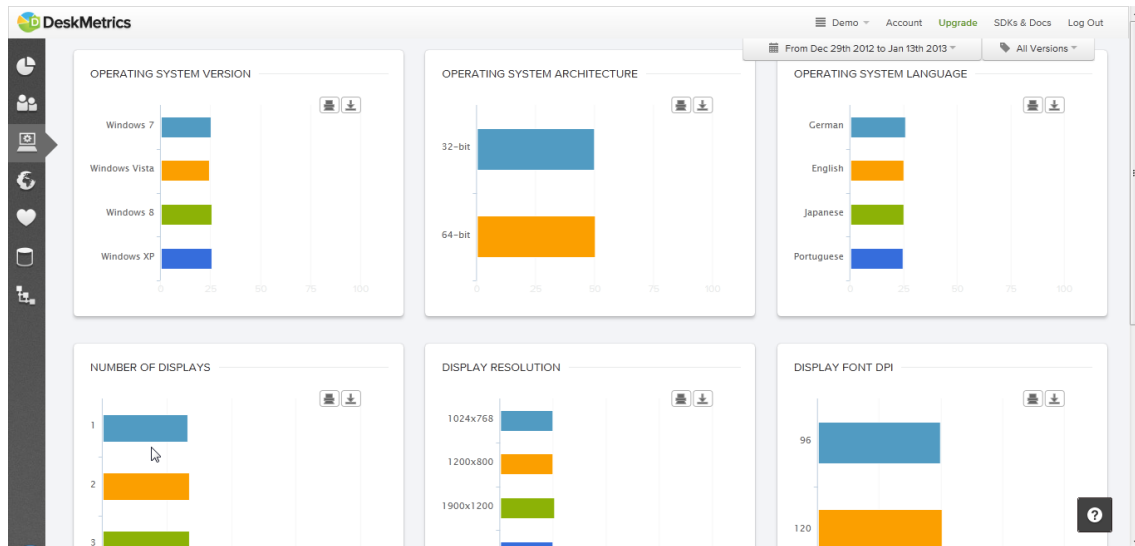 DeskMetrics
Demo Account Upgrade SDKs & Docs Log Out
From Dec 29th 2012 to Jan 13th 2013 All Versions
OPERATING SYSTEM VERSION
Windows 7
Windows Vista
Windows 8
Windows XP
0 25 50 75 100
OPERATING SYSTEM ARCHITECTURE
32-bit
64-bit
0 25 50 75 100
OPERATING SYSTEM LANGUAGE
German
English
Japanese
Portuguese
0 25 50 75 100
NUMBER OF DISPLAYS
1
2
3
DISPLAY RESOLUTION
1024x768
1200x800
1900x1200
DISPLAY FONT DPI
96
120
?